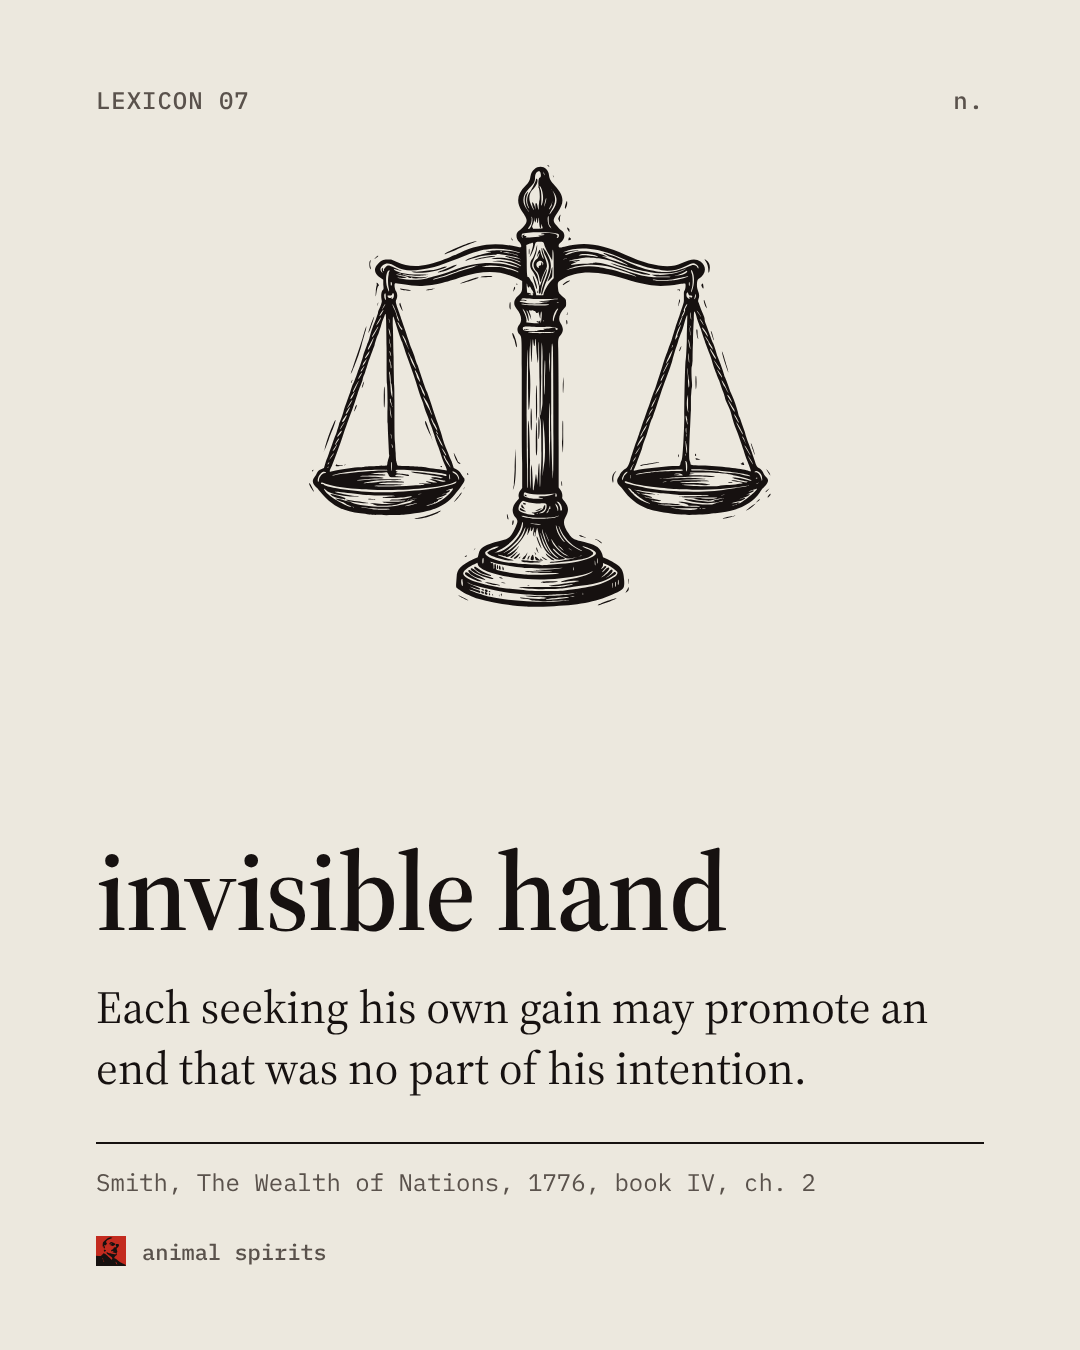 LEXICON 07
n.
invisible hand
Each seeking his own gain may promote an
end that was no part of his intention.
Smith, The Wealth of Nations, 1776, book IV, ch. 2
animal spirits